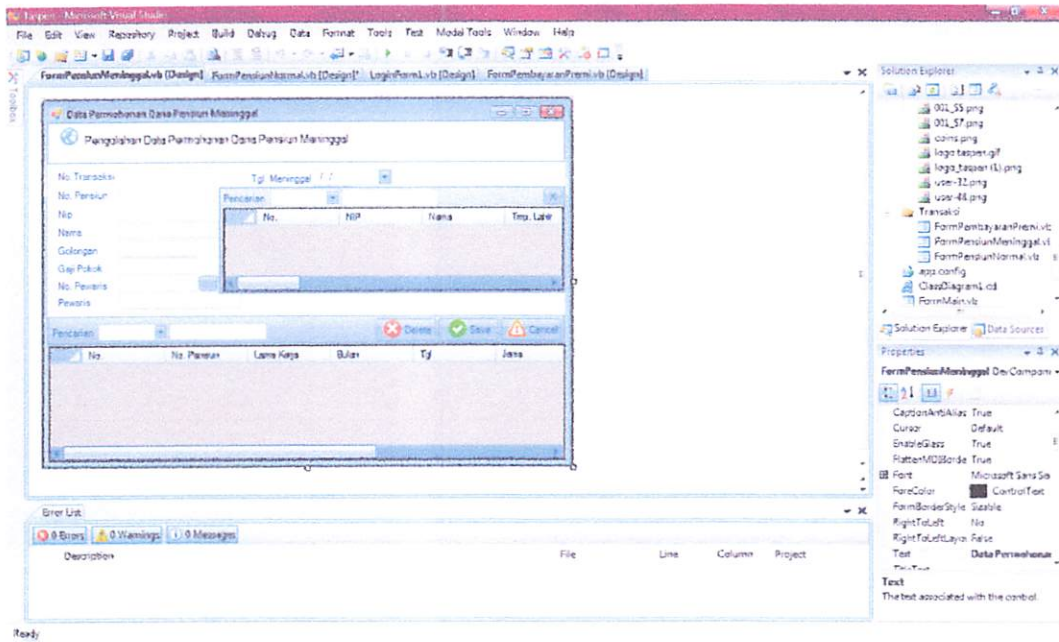 Taspen - Microsoft Visual Studio
File Edit View Repository Project Build Debug Data Format Tools Test Modal Tools Window Help
Toolbox
FormPensiunMeninggal.vb [Design] FormPensiunNormal.vb [Design]* LoginForm1.vb [Design] FormPembayaranPremi.vb [Design]
Data Permohonan Dana Pensiun Meninggal
Pengolahan Data Permohonan Dana Pensiun Meninggal
No. Transaksi
Tgl. Meninggal / /
No. Pensiun
Pencarian
No. NIP Nama Tmp. Lahir
Nip
Nama
Golongan
Gaji Pokok
No. Pewaris
Pewaris
Pencarian
Delete Save Cancel
No. No. Pensiun Lama Kerja Bulan Tgl Jenis
Error List
0 Errors 0 Warnings 0 Messages
Description File Line Column Project
Ready
Solution Explorer
001_55.png
001_57.png
coins.png
logo taspen.gif
logo_taspen (1).png
user-32.png
user-48.png
Transaksi
FormPembayaranPremi.vb
FormPensiunMeninggal.vb
FormPensiunNormal.vb
app.config
ClassDiagram1.cd
FormMain.vb
Solution Explorer Data Sources
Properties
FormPensiunMeninggal DevCompon
CaptionAntiAlias True
Cursor Default
EnableGlass True
FlattenMDIBorde True
Font Microsoft Sans Se
ForeColor ControlText
FormBorderStyle Sizable
RightToLeft No
RightToLeftLayou False
Text Data Permohonan
TitleText
Text
The text associated with the control.